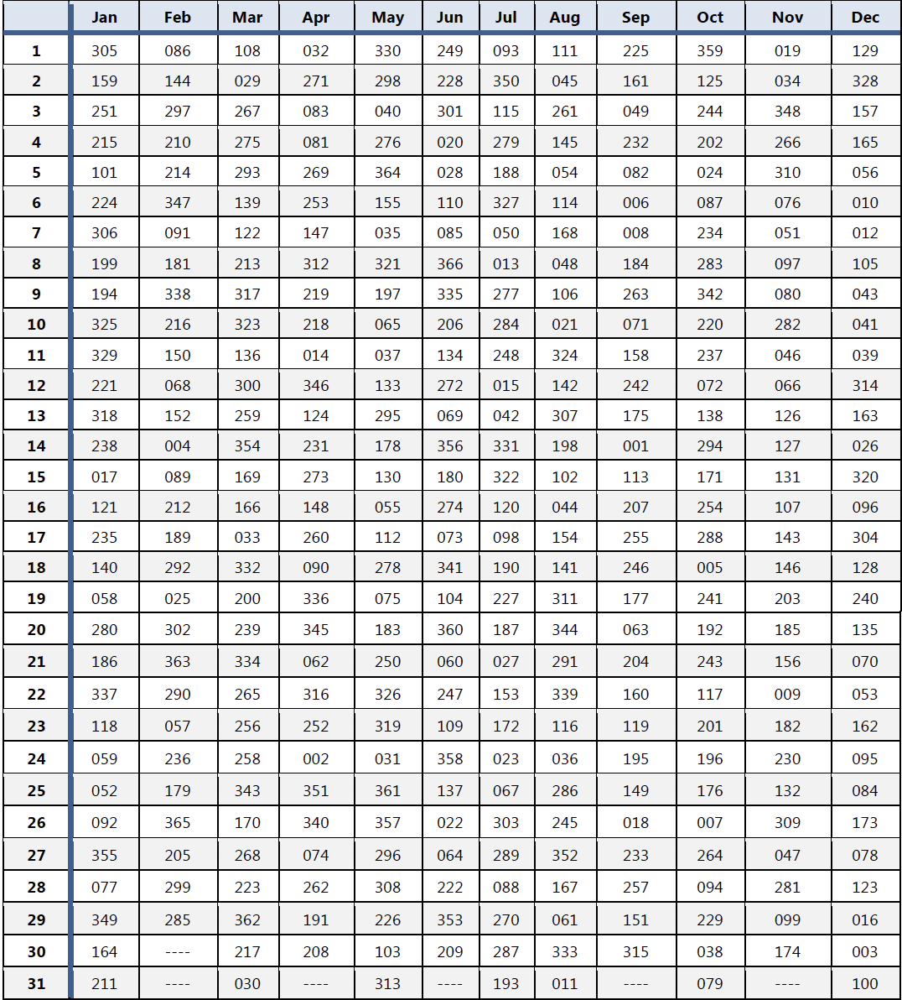 Jan Feb Mar Apr May Jun Jul Aug Sep Oct Nov Dec
1 305 086 108 032 330 249 093 111 225 359 019 129
2 159 144 029 271 298 228 350 045 161 125 034 328
3 251 297 267 083 040 301 115 261 049 244 348 157
4 215 210 275 081 276 020 279 145 232 202 266 165
5 101 214 293 269 364 028 188 054 082 024 310 056
6 224 347 139 253 155 110 327 114 006 087 076 010
7 306 091 122 147 035 085 050 168 008 234 051 012
8 199 181 213 312 321 366 013 048 184 283 097 105
9 194 338 317 219 197 335 277 106 263 342 080 043
10 325 216 323 218 065 206 284 021 071 220 282 041
11 329 150 136 014 037 134 248 324 158 237 046 039
12 221 068 300 346 133 272 015 142 242 072 066 314
13 318 152 259 124 295 069 042 307 175 138 126 163
14 238 004 354 231 178 356 331 198 001 294 127 026
15 017 089 169 273 130 180 322 102 113 171 131 320
16 121 212 166 148 055 274 120 044 207 254 107 096
17 235 189 033 260 112 073 098 154 255 288 143 304
18 140 292 332 090 278 341 190 141 246 005 146 128
19 058 025 200 336 075 104 227 311 177 241 203 240
20 280 302 239 345 183 360 187 344 063 192 185 135
21 186 363 334 062 250 060 027 291 204 243 156 070
22 337 290 265 316 326 247 153 339 160 117 009 053
23 118 057 256 252 319 109 172 116 119 201 182 162
24 059 236 258 002 031 358 023 036 195 196 230 095
25 052 179 343 351 361 137 067 286 149 176 132 084
26 092 365 170 340 357 022 303 245 018 007 309 173
27 355 205 268 074 296 064 289 352 233 264 047 078
28 077 299 223 262 308 222 088 167 257 094 281 123
29 349 285 362 191 226 353 270 061 151 229 099 016
30 164 ---- 217 208 103 209 287 333 315 038 174 003
31 211 ---- 030 ---- 313 ---- 193 011 ---- 079 ---- 100